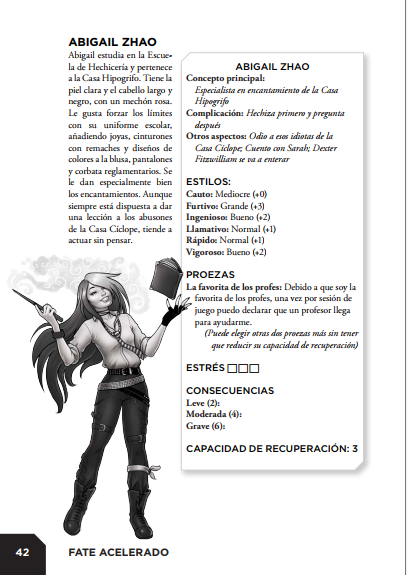 ABIGAIL ZHAO
Abigail estudia en la Escue-
la de Hechicería y pertenece
a la Casa Hipogrifo. Tiene la
piel clara y el cabello largo y
negro, con un mechón rosa.
Le gusta forzar los límites
con su uniforme escolar,
añadiendo joyas, cinturones
con remaches y diseños de
colores a la blusa, pantalones
y corbata reglamentarios. Se
le dan especialmente bien
los encantamientos. Aunque
siempre está dispuesta a dar
una lección a los abusones
de la Casa Cíclope, tiende a
actuar sin pensar.
ABIGAIL ZHAO
Concepto principal:
Especialista en encantamiento de la Casa
Hipogrifo
Complicación: Hechiza primero y pregunta
después
Otros aspectos: Odio a esos idiotas de la
Casa Cíclope; Cuento con Sarah; Dexter
Fitzwilliam se va a enterar
ESTILOS:
Cauto: Mediocre (+0)
Furtivo: Grande (+3)
Ingenioso: Bueno (+2)
Llamativo: Normal (+1)
Rápido: Normal (+1)
Vigoroso: Bueno (+2)
PROEZAS
La favorita de los profes: Debido a que soy la
favorita de los profes, una vez por sesión de
juego puedo declarar que un profesor llega
para ayudarme.
(Puede elegir otras dos proezas más sin tener
que reducir su capacidad de recuperación)
ESTRÉS □□□
CONSECUENCIAS
Leve (2):
Moderada (4):
Grave (6):
CAPACIDAD DE RECUPERACIÓN: 3
42 FATE ACELERADO